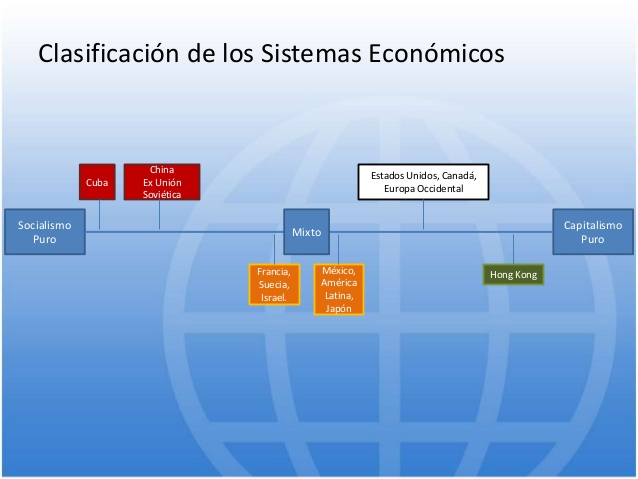 Clasificación de los Sistemas Económicos
Cuba
China
Ex Unión
Soviética
Estados Unidos, Canadá,
Europa Occidental
Socialismo
Puro
Mixto
Capitalismo
Puro
Francia,
Suecia,
Israel.
México,
América
Latina,
Japón
Hong Kong